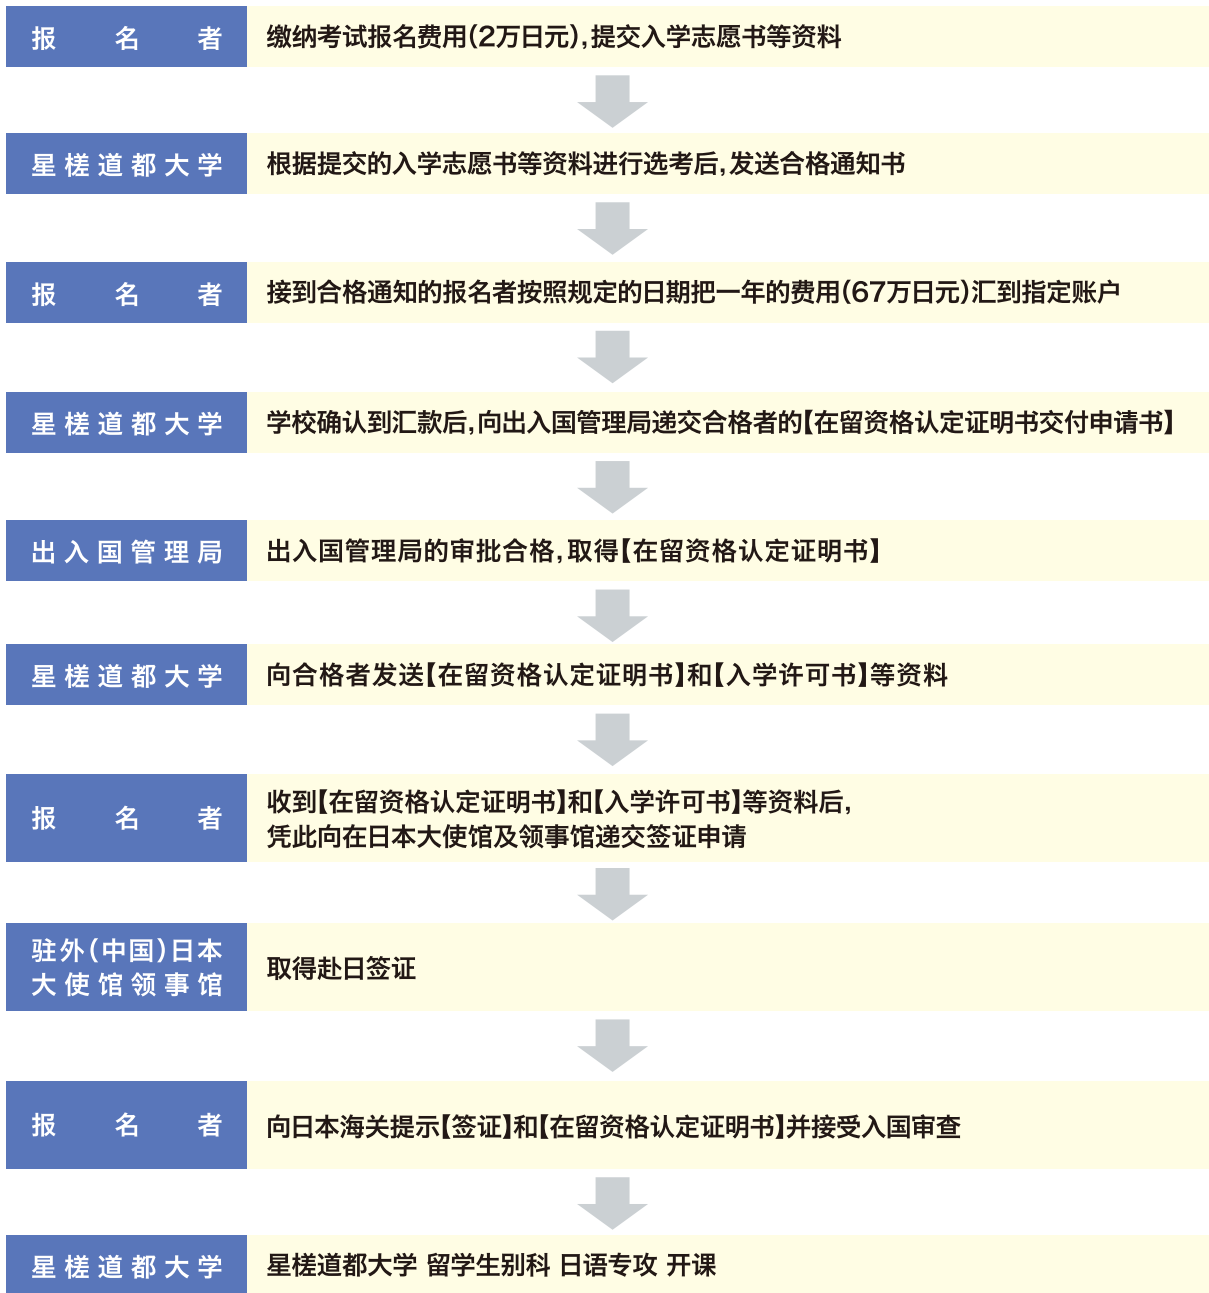 报名者
缴纳考试报名费用(2万日元),提交入学志愿书等资料
星槎道都大学
根据提交的入学志愿书等资料进行选考后,发送合格通知书
报名者
接到合格通知的报名者按照规定的日期把一年的费用(67万日元)汇到指定账户
星槎道都大学
学校确认到汇款后,向出入国管理局递交合格者的【在留资格认定证明书交付申请书】
出入国管理局
出入国管理局的审批合格,取得【在留资格认定证明书】
星槎道都大学
向合格者发送【在留资格认定证明书】和【入学许可书】等资料
报名者
收到【在留资格认定证明书】和【入学许可书】等资料后,
凭此向在日本大使馆及领事馆递交签证申请
驻外(中国)日本
大使馆领事馆
取得赴日签证
报名者
向日本海关提示【签证】和【在留资格认定证明书】并接受入国审查
星槎道都大学
星槎道都大学 留学生别科 日语专攻 开课